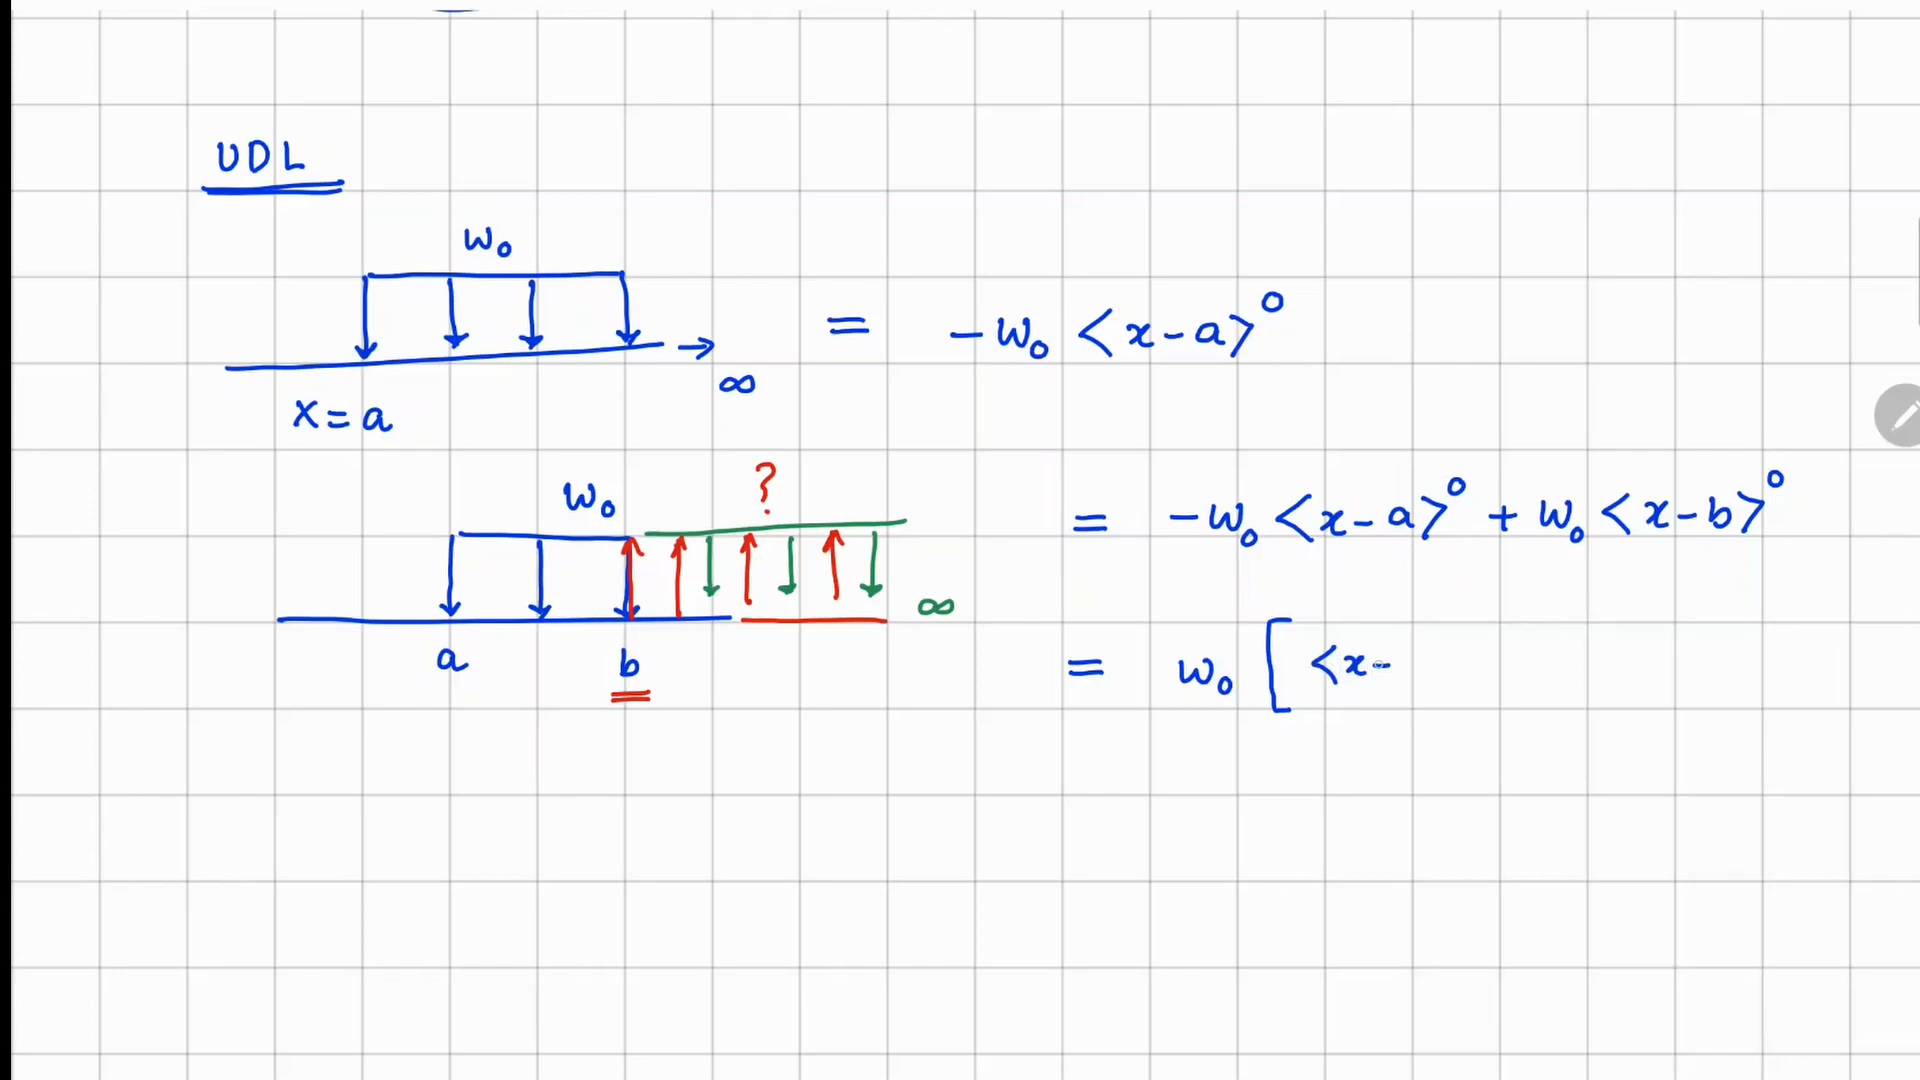 UDL
w₀
= -w₀ <x-a>⁰
→
∞
x = a
?
w₀
= -w₀ <x-a>⁰ + w₀ <x-b>⁰
∞
a b
= w₀ [ <x-